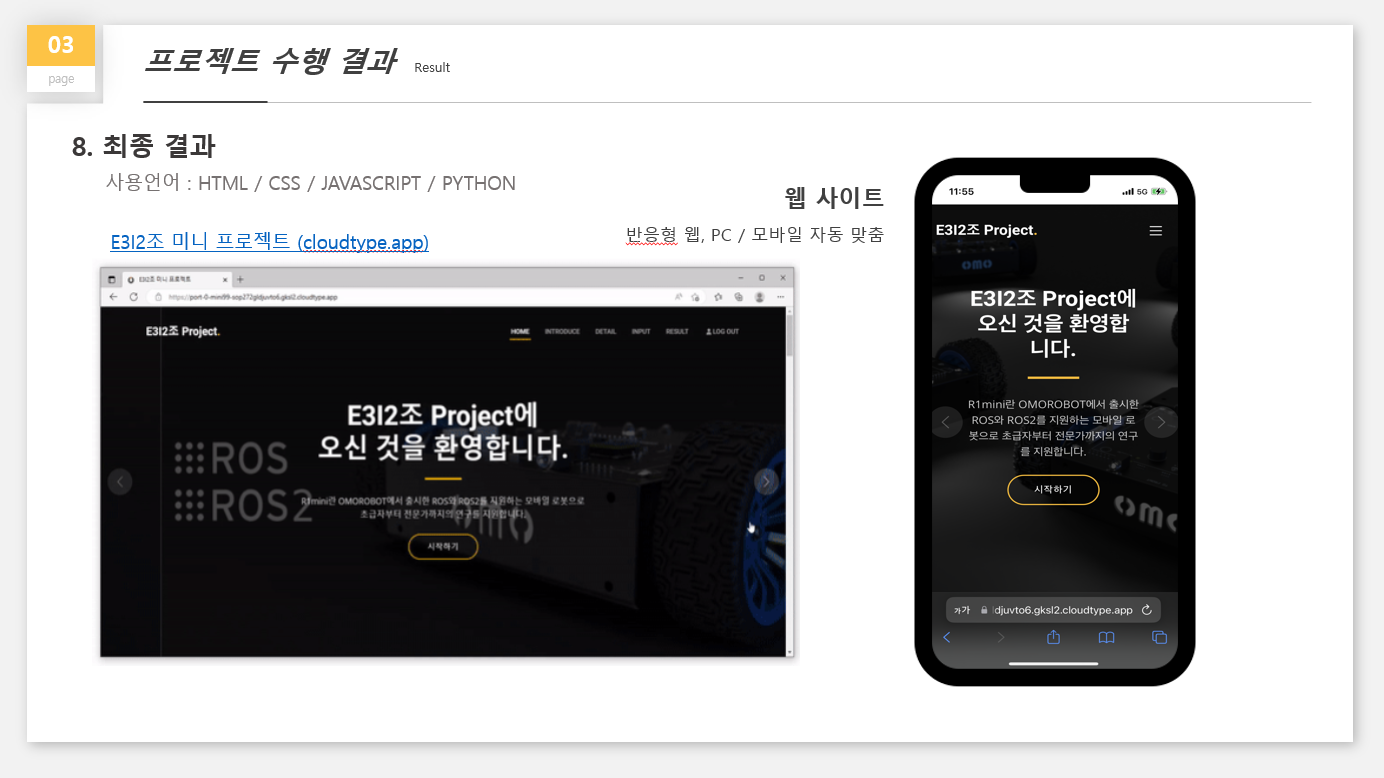 03
page
프로젝트 수행 결과 Result
8. 최종 결과
사용언어 : HTML / CSS / JAVASCRIPT / PYTHON
E3I2조 미니 프로젝트 (cloudtype.app)
웹 사이트
반응형 웹, PC / 모바일 자동 맞춤
E3I2조 미니 프로젝트
E3I2조 Project.
HOME INTRODUCE DETAIL INPUT RESULT LOG OUT
E3I2조 Project에
오신 것을 환영합니다.
ROS
ROS2
R1mini란 OMOROBOT에서 출시한 ROS와 ROS2를 지원하는 모바일 로봇으로
초급자부터 전문가까지의 연구를 지원합니다.
시작하기
11:55 5G
E3I2조 Project.
omo
E3I2조 Project에
오신 것을 환영합
니다.
R1mini란 OMOROBOT에서 출시한
ROS와 ROS2를 지원하는 모바일 로
봇으로 초급자부터 전문가까지의 연구
를 지원합니다.
시작하기
omo
가가 djuvto6.gksl2.cloudtype.app